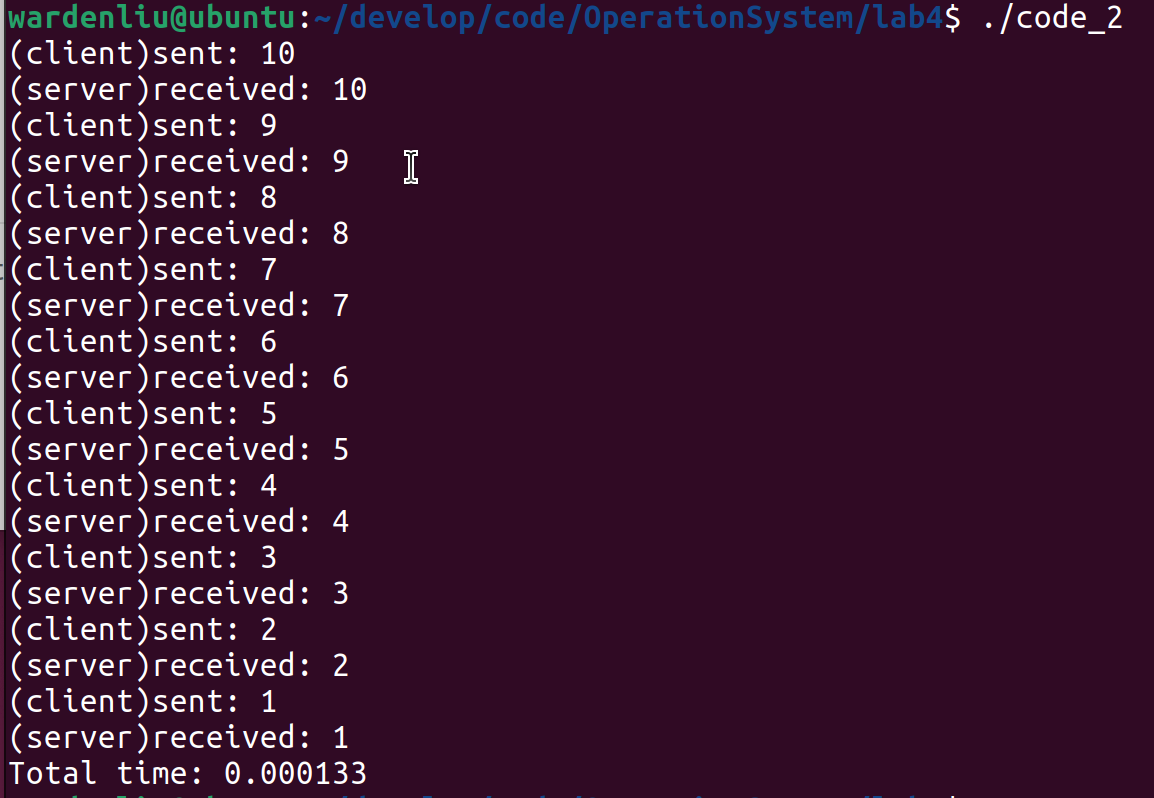 wardenliu@ubuntu:~/develop/code/OperationSystem/lab4$ ./code_2
(client)sent: 10
(server)received: 10
(client)sent: 9
(server)received: 9
(client)sent: 8
(server)received: 8
(client)sent: 7
(server)received: 7
(client)sent: 6
(server)received: 6
(client)sent: 5
(server)received: 5
(client)sent: 4
(server)received: 4
(client)sent: 3
(server)received: 3
(client)sent: 2
(server)received: 2
(client)sent: 1
(server)received: 1
Total time: 0.000133